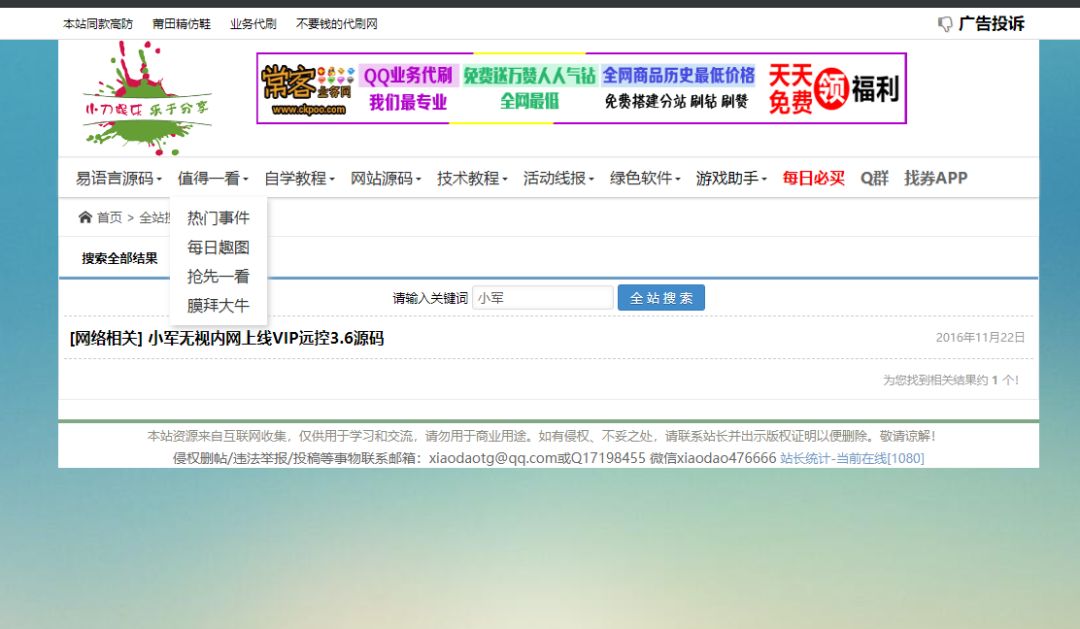 本站同款高防 莆田精仿鞋 业务代刷 不要钱的代刷网 广告投诉
小刀娱乐 乐于分享
常客业务网
www.ckpoo.com
QQ业务代刷 免费送万赞人人气钻 全网商品历史最低价格
我们最专业 全网最低 免费搭建分站 刷钻 刷赞
天天免费 领 福利
易语言源码 值得一看 自学教程 网站源码 技术教程 活动线报 绿色软件 游戏助手 每日必买 Q群 找券APP
首页 > 全站搜
热门事件
每日趣图
抢先一看
膜拜大牛
搜索全部结果
请输入关键词 小军 全站搜索
[网络相关] 小军无视内网上线VIP远控3.6源码 2016年11月22日
为您找到相关结果约 1 个!
本站资源来自互联网收集，仅供用于学习和交流，请勿用于商业用途。如有侵权、不妥之处，请联系站长并出示版权证明以便删除。敬请谅解！
侵权删帖/违法举报/投稿等事物联系邮箱：xiaodaotg@qq.com或Q17198455 微信xiaodao476666 站长统计-当前在线[1080]